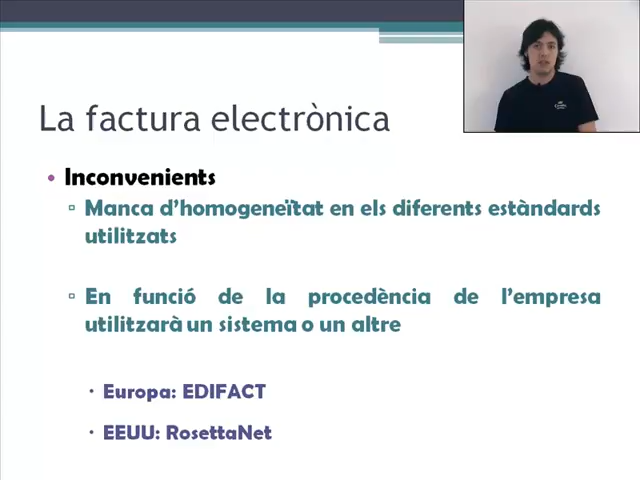 La factura electrònica
Inconvenients
Manca d'homogeneïtat en els diferents estàndards
utilitzats
En funció de la procedència de l'empresa
utilitzarà un sistema o un altre
Europa: EDIFACT
EEUU: RosettaNet